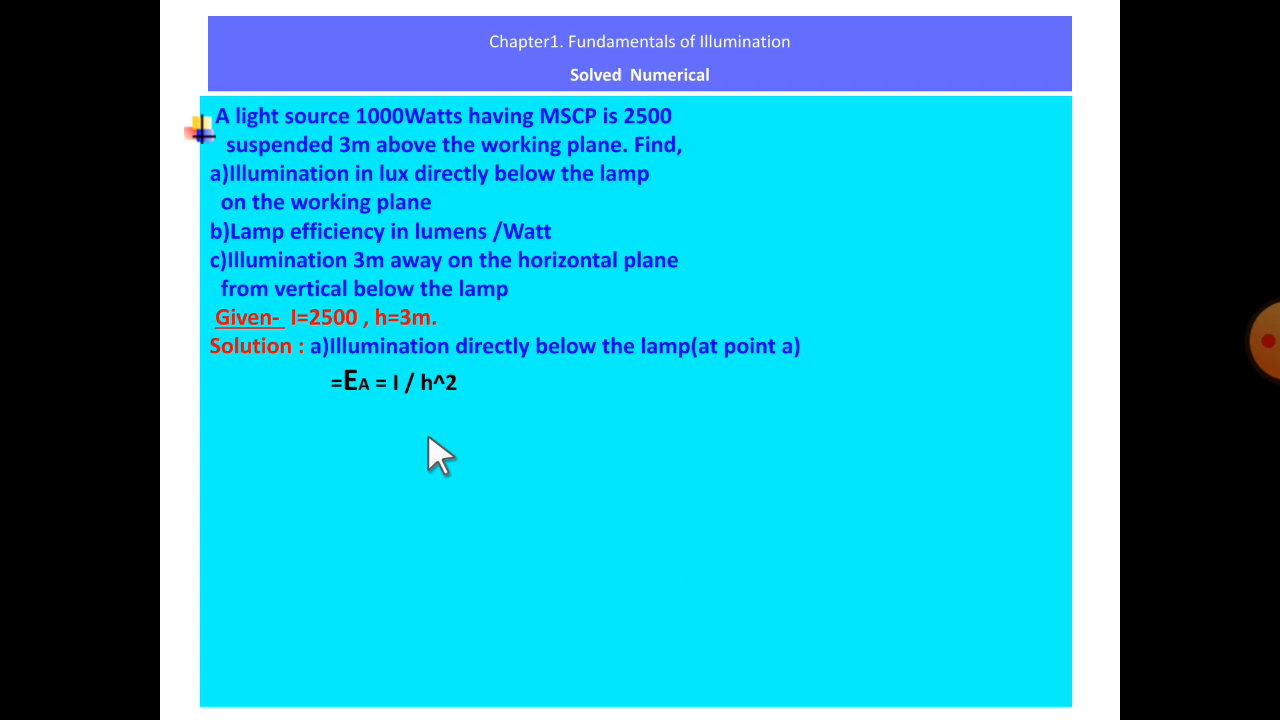 Chapter1. Fundamentals of Illumination
Solved Numerical
A light source 1000Watts having MSCP is 2500
suspended 3m above the working plane. Find,
a)Illumination in lux directly below the lamp
on the working plane
b)Lamp efficiency in lumens /Watt
c)Illumination 3m away on the horizontal plane
from vertical below the lamp
Given- I=2500 , h=3m.
Solution : a)Illumination directly below the lamp(at point a)
=EA = I / h^2